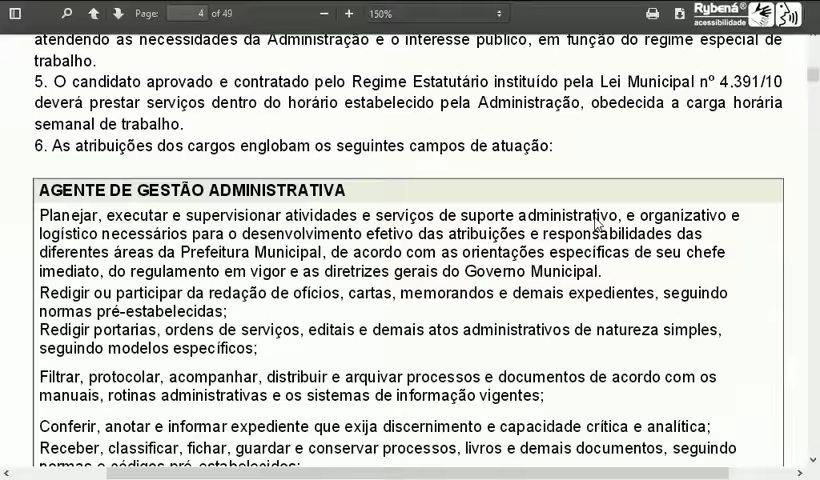 Page: 4 of 49 150% Rybená® acessibilidade
atendendo as necessidades da Administração e o interesse público, em função do regime especial de
trabalho.
5. O candidato aprovado e contratado pelo Regime Estatutário instituído pela Lei Municipal nº 4.391/10
deverá prestar serviços dentro do horário estabelecido pela Administração, obedecida a carga horária
semanal de trabalho.
6. As atribuições dos cargos englobam os seguintes campos de atuação:
AGENTE DE GESTÃO ADMINISTRATIVA
Planejar, executar e supervisionar atividades e serviços de suporte administrativo, e organizativo e
logístico necessários para o desenvolvimento efetivo das atribuições e responsabilidades das
diferentes áreas da Prefeitura Municipal, de acordo com as orientações específicas de seu chefe
imediato, do regulamento em vigor e as diretrizes gerais do Governo Municipal.
Redigir ou participar da redação de ofícios, cartas, memorandos e demais expedientes, seguindo
normas pré-estabelecidas;
Redigir portarias, ordens de serviços, editais e demais atos administrativos de natureza simples,
seguindo modelos específicos;
Filtrar, protocolar, acompanhar, distribuir e arquivar processos e documentos de acordo com os
manuais, rotinas administrativas e os sistemas de informação vigentes;
Conferir, anotar e informar expediente que exija discernimento e capacidade crítica e analítica;
Receber, classificar, fichar, guardar e conservar processos, livros e demais documentos, seguindo
normas e códigos pré-estabelecidos;